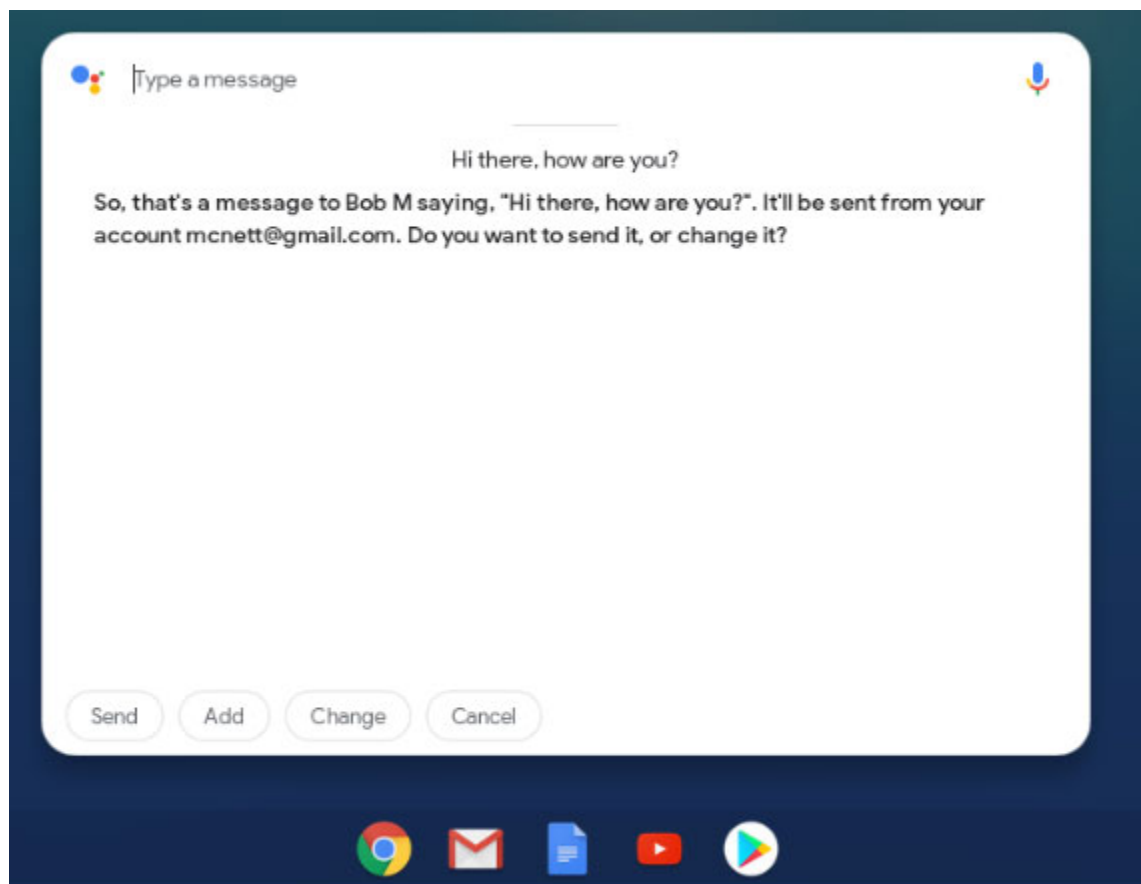 Type a message
Hi there, how are you?
So, that's a message to Bob M saying, "Hi there, how are you?". It'll be sent from your
account mcnett@gmail.com. Do you want to send it, or change it?
Send Add Change Cancel